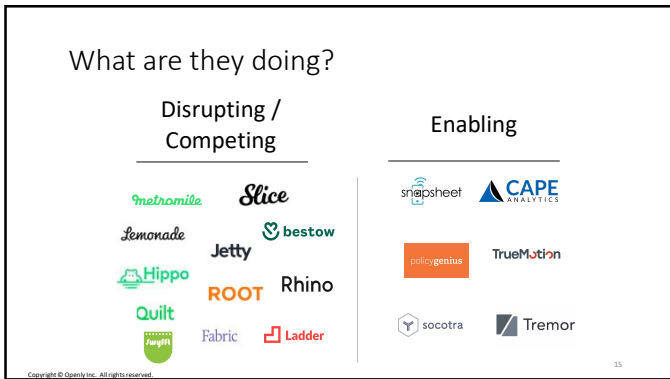 What are they doing?
Disrupting /
Competing
Enabling
metromile
Slice
Lemonade
bestow
Jetty
Hippo
ROOT
Rhino
Quilt
Swyfft
Fabric
Ladder
snapsheet
CAPE
ANALYTICS
policygenius
TrueMotion
socotra
Tremor
15
Copyright © Openly Inc. All rights reserved.